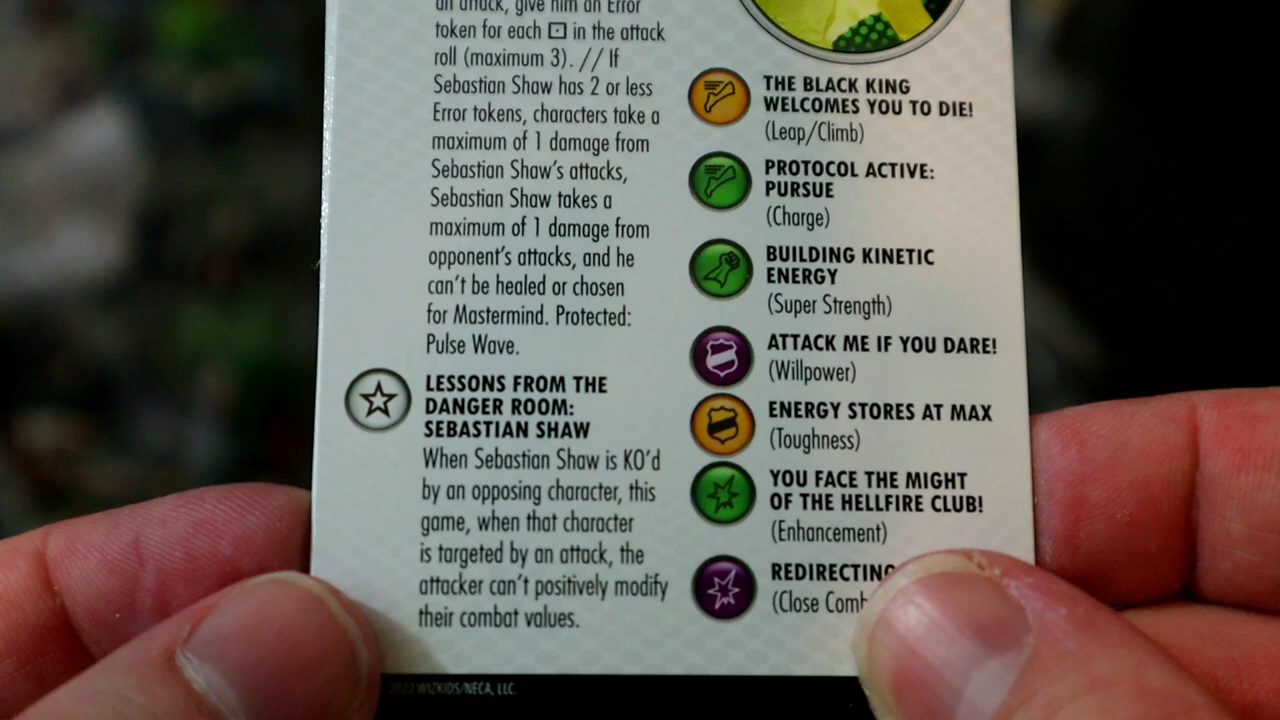 an attack, give him an Error
token for each ⚀ in the attack
roll (maximum 3). // If
Sebastian Shaw has 2 or less
Error tokens, characters take a
maximum of 1 damage from
Sebastian Shaw's attacks,
Sebastian Shaw takes a
maximum of 1 damage from
opponent's attacks, and he
can't be healed or chosen
for Mastermind. Protected:
Pulse Wave.
LESSONS FROM THE
DANGER ROOM:
SEBASTIAN SHAW
When Sebastian Shaw is KO'd
by an opposing character, this
game, when that character
is targeted by an attack, the
attacker can't positively modify
their combat values.
THE BLACK KING
WELCOMES YOU TO DIE!
(Leap/Climb)
PROTOCOL ACTIVE:
PURSUE
(Charge)
BUILDING KINETIC
ENERGY
(Super Strength)
ATTACK ME IF YOU DARE!
(Willpower)
ENERGY STORES AT MAX
(Toughness)
YOU FACE THE MIGHT
OF THE HELLFIRE CLUB!
(Enhancement)
REDIRECTING
(Close Comb
2022 WIZKIDS/NECA, LLC.